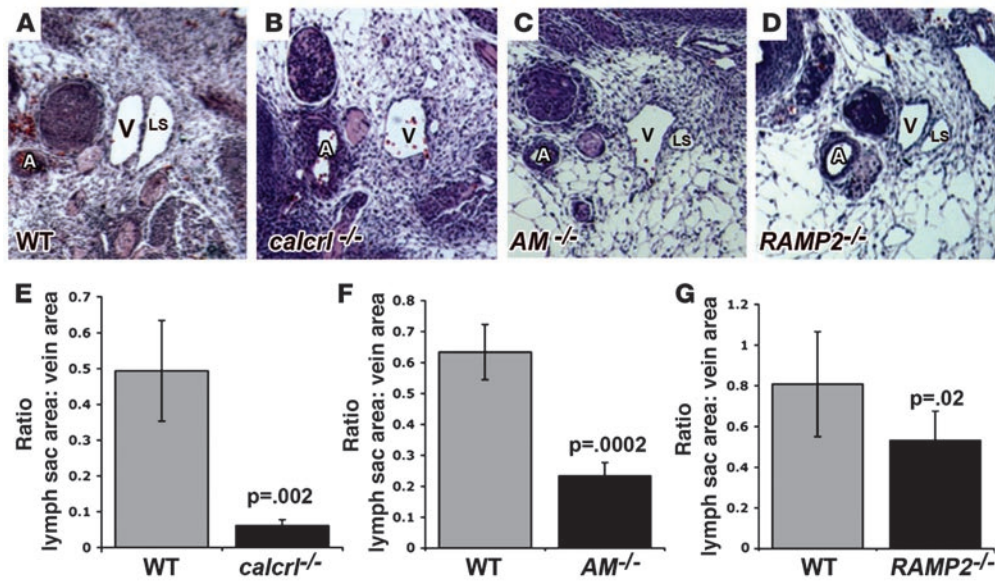 A
B
C
D
V
LS
A
WT
V
A
calcrl -/-
V
LS
A
AM -/-
V
LS
A
RAMP2-/-
E
Ratio
lymph sac area: vein area
0.7
0.6
0.5
0.4
0.3
0.2
0.1
0
p=.002
WT
calcrl-/-
F
Ratio
lymph sac area: vein area
0.8
0.7
0.6
0.5
0.4
0.3
0.2
0.1
0
p=.0002
WT
AM-/-
G
Ratio
lymph sac area: vein area
1.2
1
0.8
0.6
0.4
0.2
0
p=.02
WT
RAMP2-/-